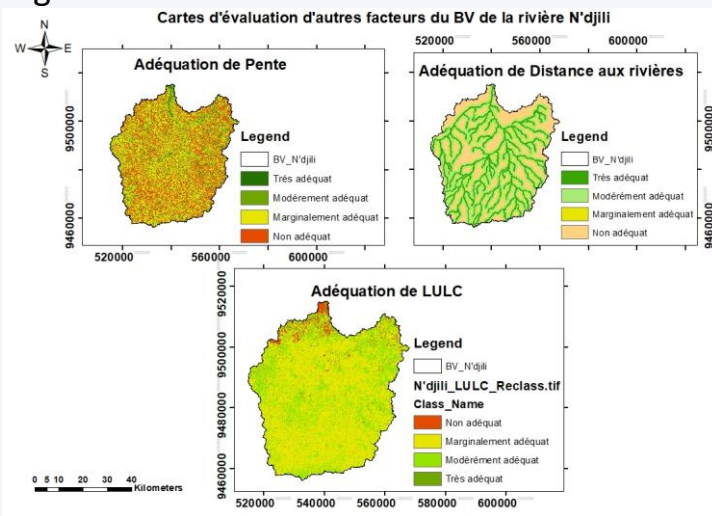 Cartes d'évaluation d'autres facteurs du BV de la rivière N'djili
N
W E
S
520000 560000 600000
Adéquation de Pente
9500000
9460000
Legend
BV_N'djili
Très adéquat
Modérement adéquat
Marginalement adéquat
Non adéquat
520000 560000 600000
Adéquation de Distance aux rivières
Legend
BV_N'djili
Très adéquat
Modérément adéquat
Marginalement adéquat
Non adéquat
9500000
9460000
Adéquation de LULC
9520000
9500000
9480000
9460000
Legend
BV_N'djili
N'djili_LULC_Reclass.tif
Class_Name
Non adéquat
Marginalement adéquat
Modérément adéquat
Très adéquat
0 5 10 20 30 40
Kilometers
520000 540000 560000 580000 600000